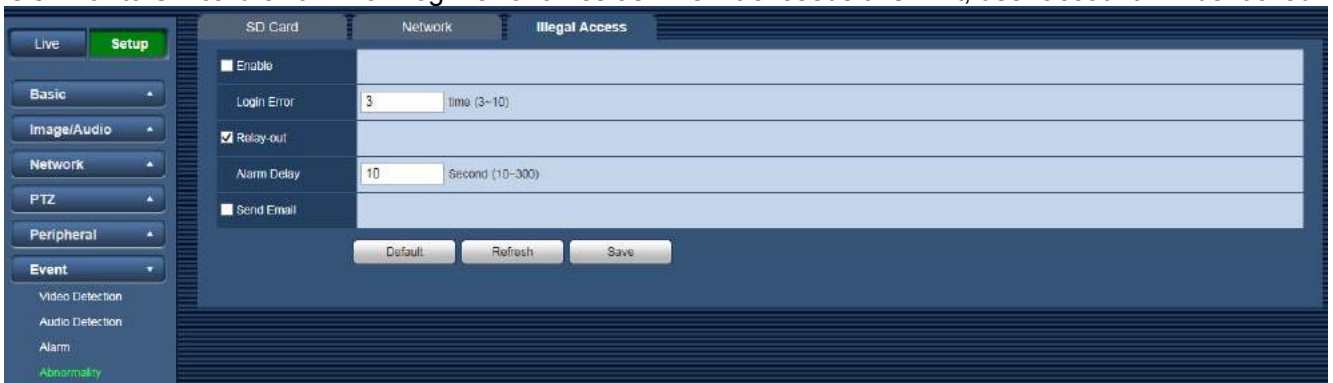 SD Card Network Illegal Access
Live Setup
Enable
Basic
Login Error 3 time (3~10)
Image/Audio
Relay-out
Network
Alarm Delay 10 Second (10~300)
PTZ
Send Email
Peripheral
Default Refresh Save
Event
Video Detection
Audio Detection
Alarm
Abnormality